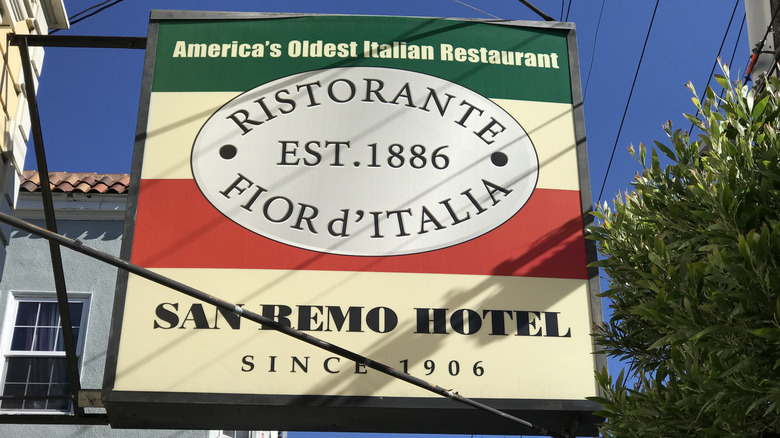 America's Oldest Italian Restaurant
RISTORANTE
EST. 1886
FIOR d'ITALIA
SAN REMO HOTEL
SINCE 1906